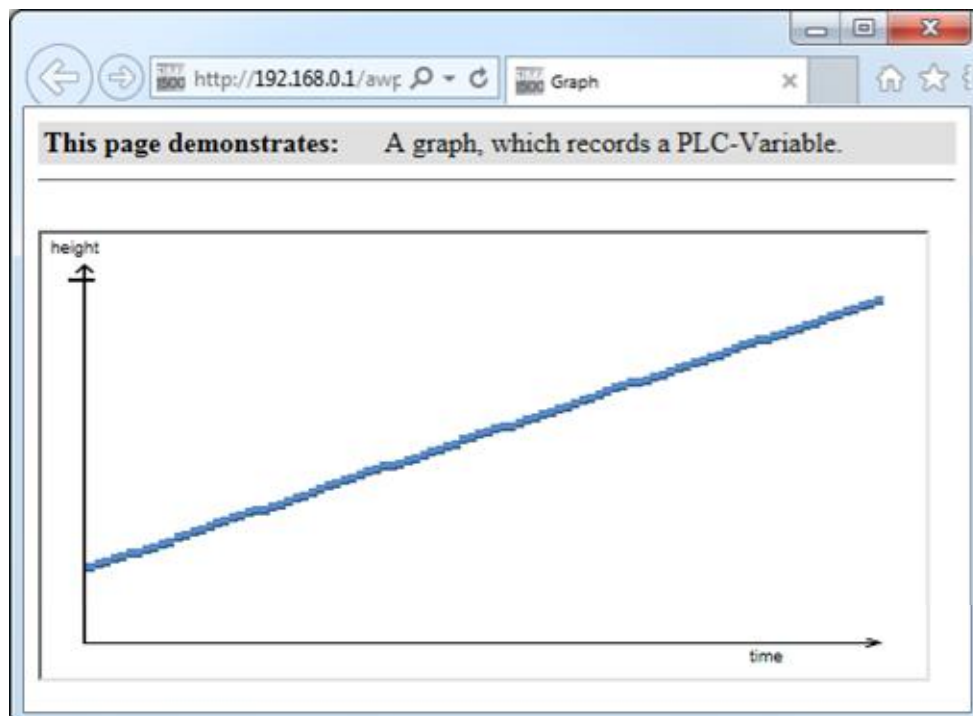 http://192.168.0.1/awp
Graph
This page demonstrates: A graph, which records a PLC-Variable.
height
time